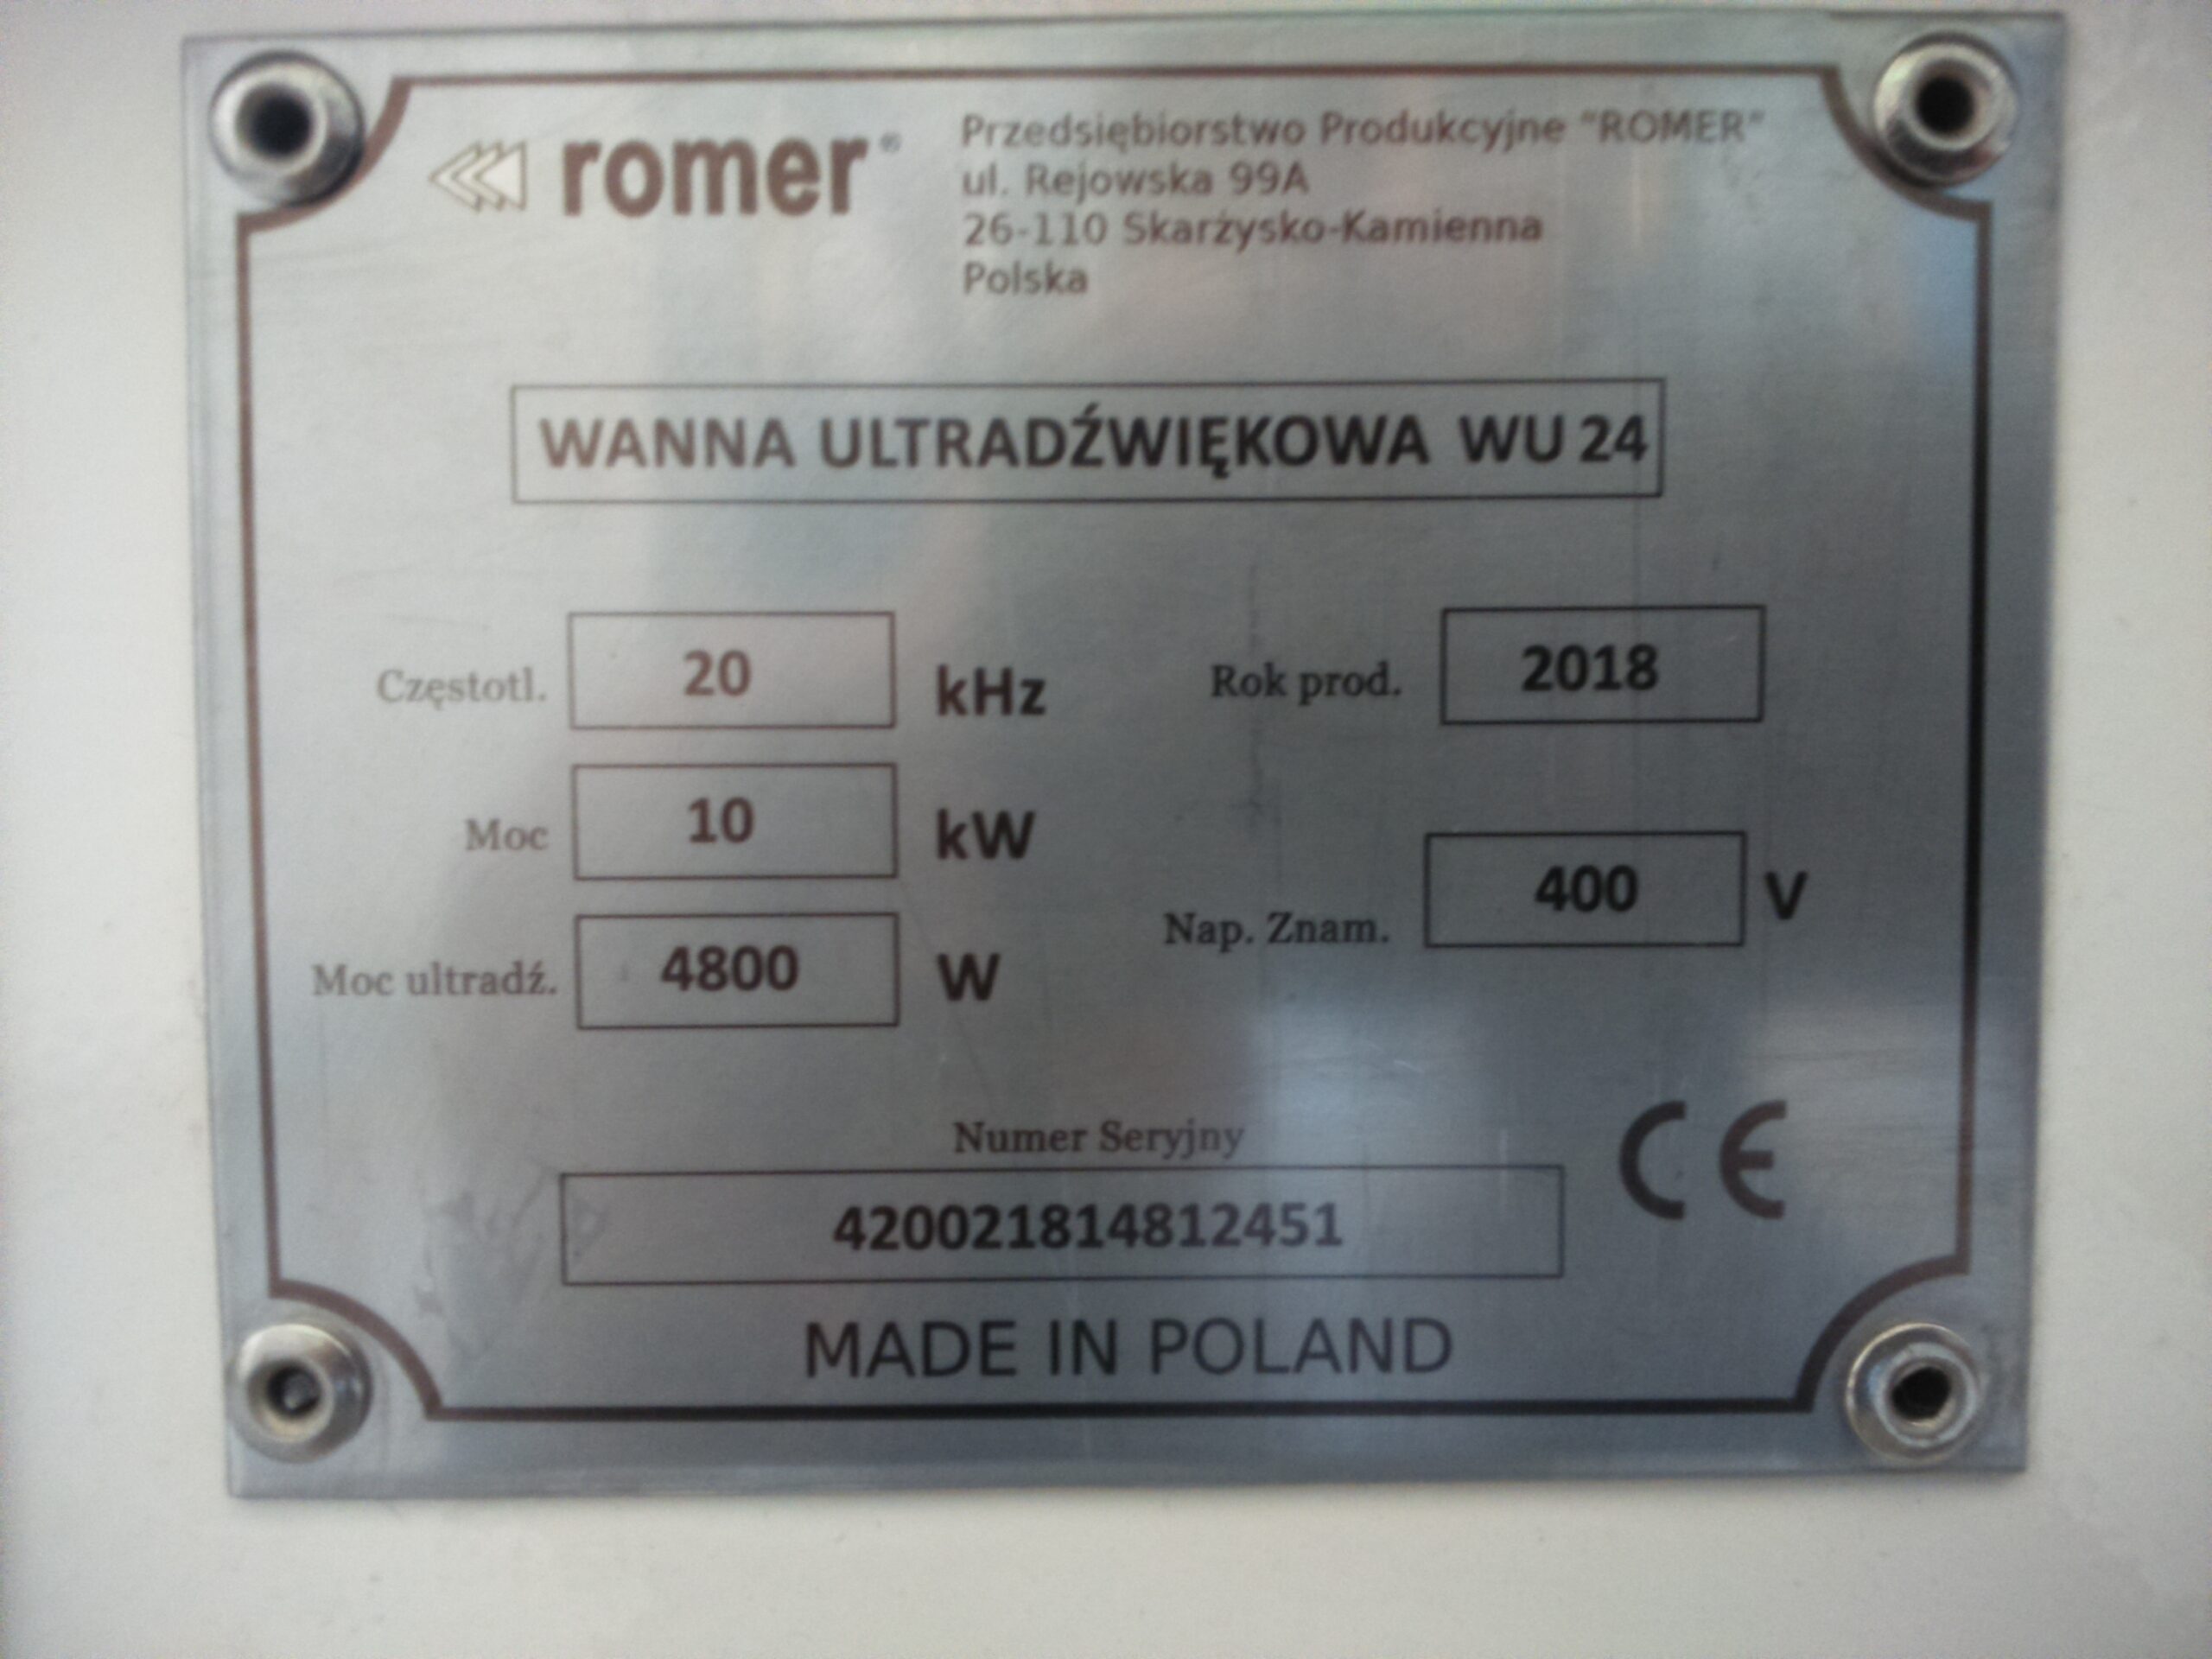 romer®
Przedsiębiorstwo Produkcyjne "ROMER"
ul. Rejowska 99A
26-110 Skarżysko-Kamienna
Polska
WANNA ULTRADŹWIĘKOWA WU 24
Częstotl. 20 kHz
Rok prod. 2018
Moc 10 kW
Nap. Znam. 400 V
Moc ultradź. 4800 W
Numer Seryjny
420021814812451
CE
MADE IN POLAND